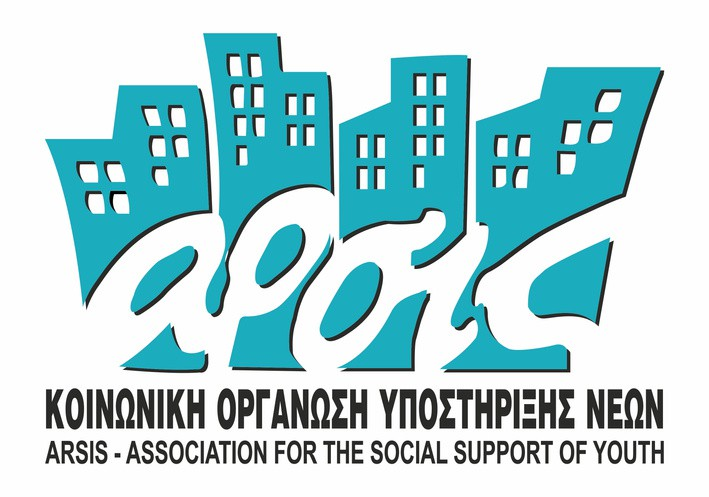 αρσις
ΚΟΙΝΩΝΙΚΗ ΟΡΓΑΝΩΣΗ ΥΠΟΣΤΗΡΙΞΗΣ ΝΕΩΝ
ARSIS - ASSOCIATION FOR THE SOCIAL SUPPORT OF YOUTH